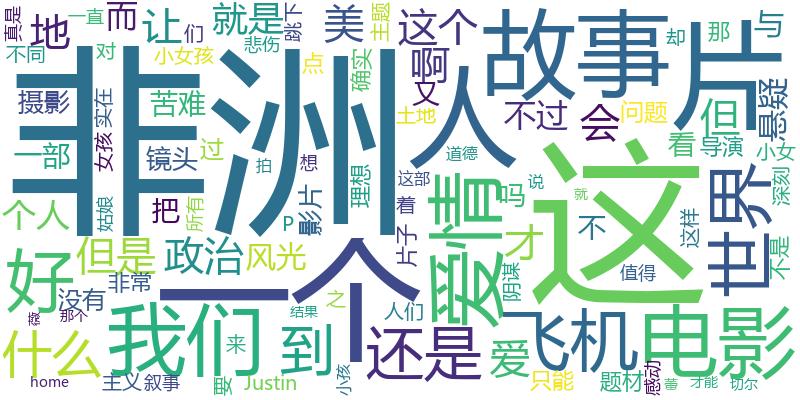 真是 一直 而 让 就是 跳下 美 主题 这个 故事 片 却 那 与
地 们 悲伤 啊
不同 对 小女孩 点 确实 又 人 不过 会 问题 但 悬疑
摄影 实在 苦难 土地
非洲 这
一部 女孩 镜头 过 拍 想 理想 道德 看 导演 小女
个人 姑娘 把 所有 P 影片 着 这部 爱情 吗 说 就 不 世界 深刻
好 但是 政治 风光 片子 才 这样 不是
没有 非常 一个 之 人们 阴谋 值得
薇 那个 我们 来 到 结果 还是 爱 飞机 电影
什么
home 主义 叙事 要 Justin 小孩 只能 题材 感动 蕾 才能 切尔